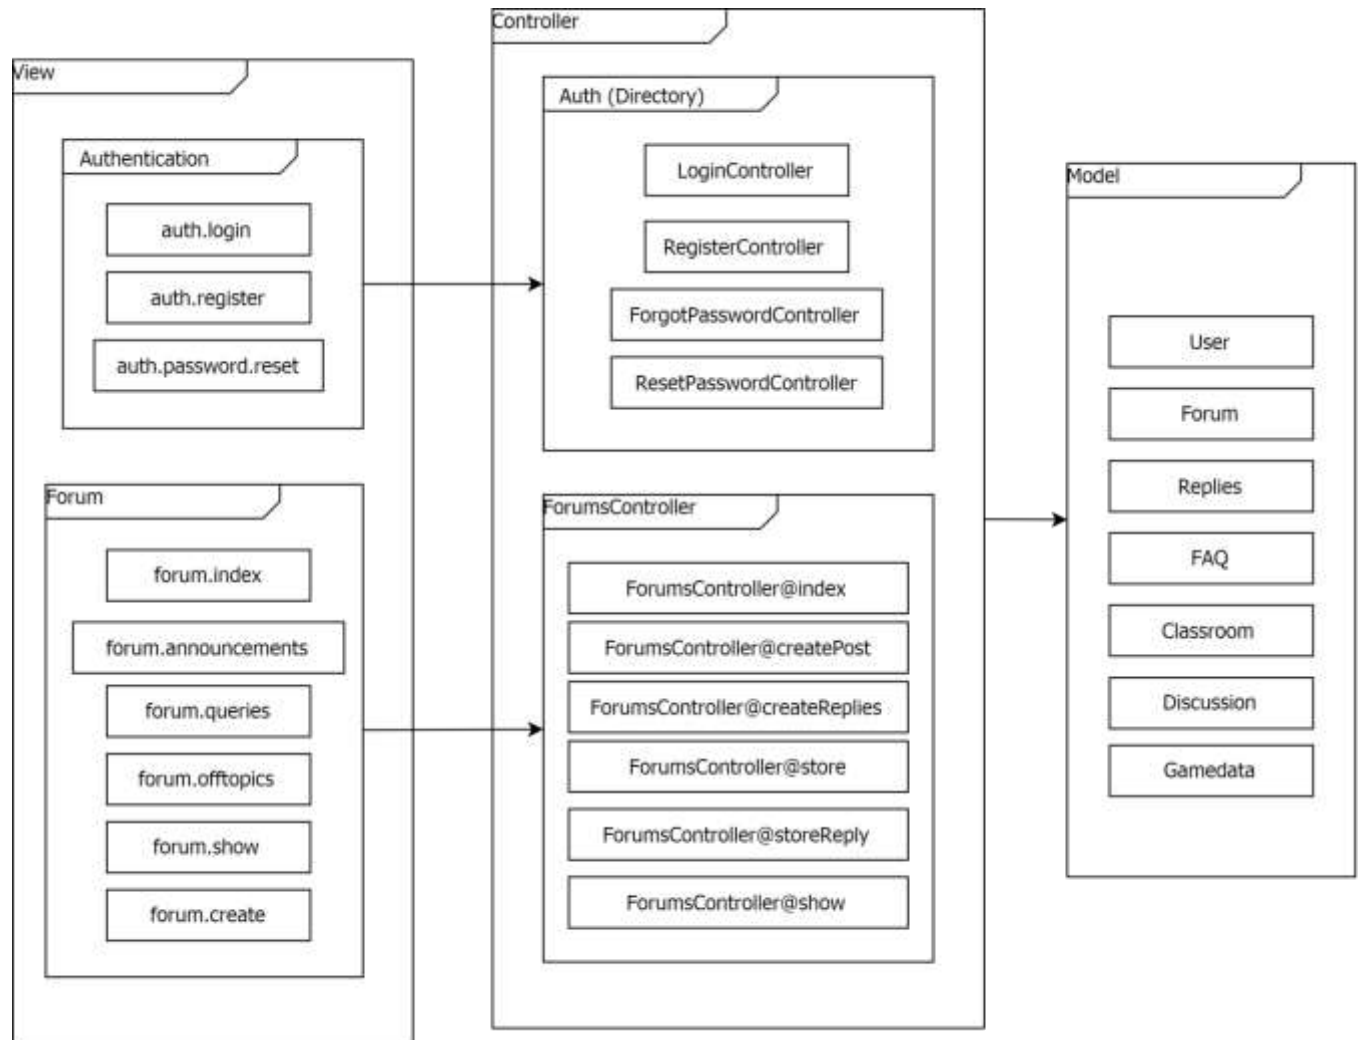 View
Authentication
auth.login
auth.register
auth.password.reset
Forum
forum.index
forum.announcements
forum.queries
forum.offtopics
forum.show
forum.create
Controller
Auth (Directory)
LoginController
RegisterController
ForgotPasswordController
ResetPasswordController
ForumsController
ForumsController@index
ForumsController@createPost
ForumsController@createReplies
ForumsController@store
ForumsController@storeReply
ForumsController@show
Model
User
Forum
Replies
FAQ
Classroom
Discussion
Gamedata